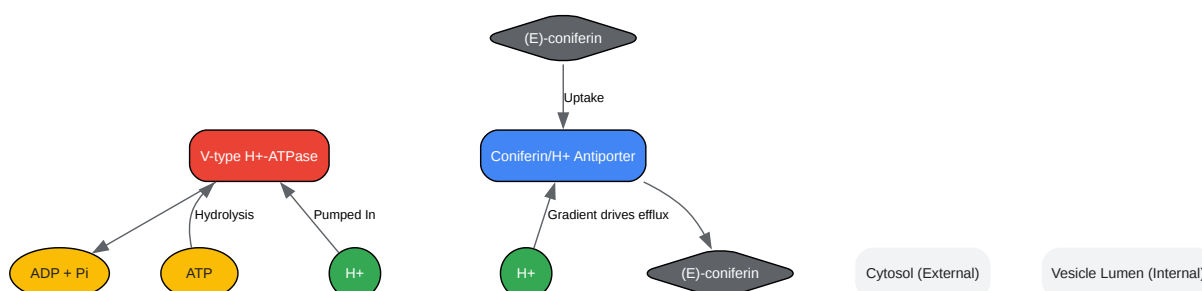 (E)-coniferin
Uptake
V-type H+-ATPase
Coniferin/H+ Antiporter
Hydrolysis
Pumped In
Gradient drives efflux
ADP + Pi
ATP
H+
H+
(E)-coniferin
Cytosol (External)
Vesicle Lumen (Internal)